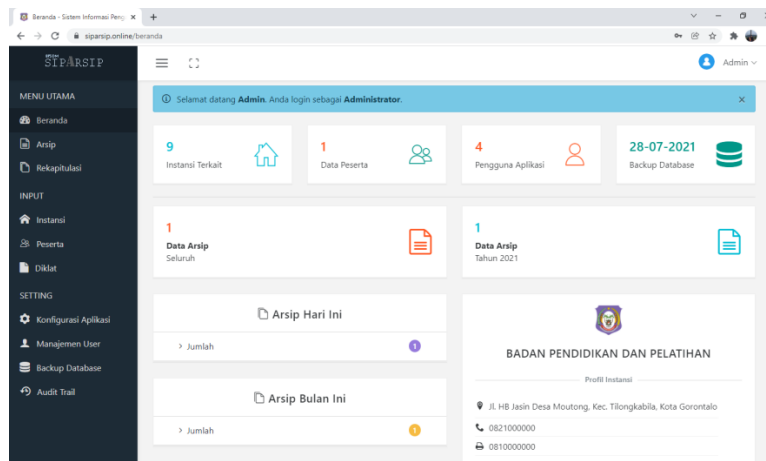 Beranda - Sistem Informasi Peng
siparsip.online/beranda
SIPARSIP
Admin
MENU UTAMA
Beranda
Arsip
Rekapitulasi
INPUT
Instansi
Peserta
Diklat
SETTING
Konfigurasi Aplikasi
Manajemen User
Backup Database
Audit Trail
Selamat datang Admin. Anda login sebagai Administrator.
9
Instansi Terkait
1
Data Peserta
4
Pengguna Aplikasi
28-07-2021
Backup Database
1
Data Arsip
Seluruh
1
Data Arsip
Tahun 2021
Arsip Hari Ini
Jumlah 1
Arsip Bulan Ini
Jumlah 1
BADAN PENDIDIKAN DAN PELATIHAN
Profil Instansi
Jl. HB Jasin Desa Moutong, Kec. Tilongkabila, Kota Gorontalo
0821000000
0810000000